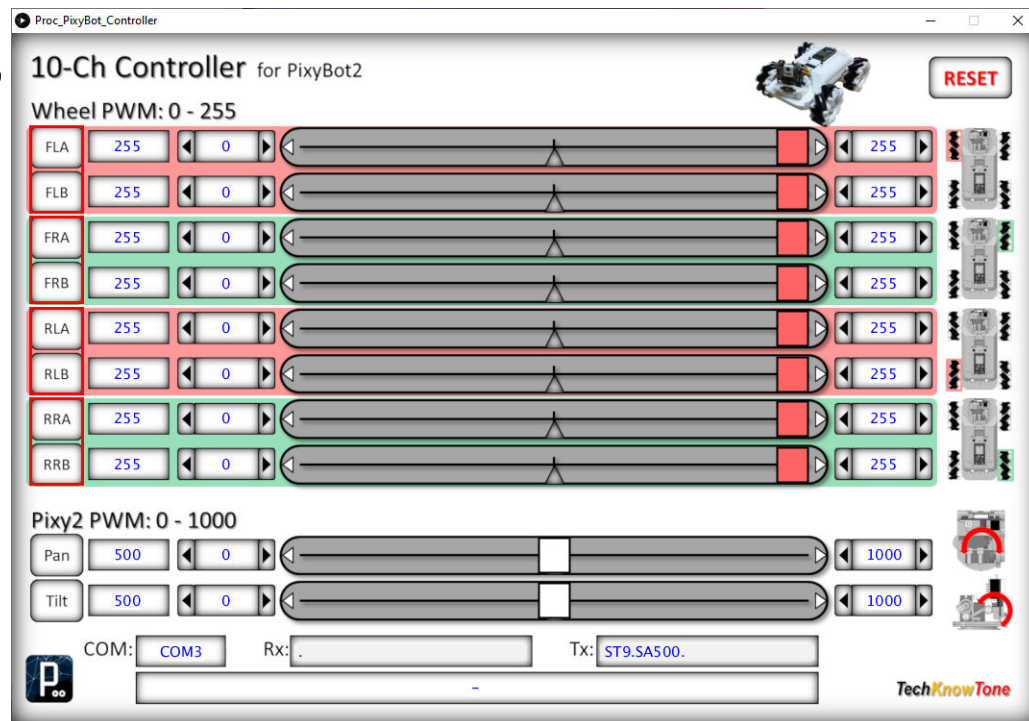 Proc_PixyBot_Controller
10-Ch Controller for PixyBot2
RESET
Wheel PWM: 0 - 255
FLA 255 0 255
FLB 255 0 255
FRA 255 0 255
FRB 255 0 255
RLA 255 0 255
RLB 255 0 255
RRA 255 0 255
RRB 255 0 255
Pixy2 PWM: 0 - 1000
Pan 500 0 1000
Tilt 500 0 1000
COM: COM3 Rx: . Tx: ST9.SA500.
P
–
TechKnowTone